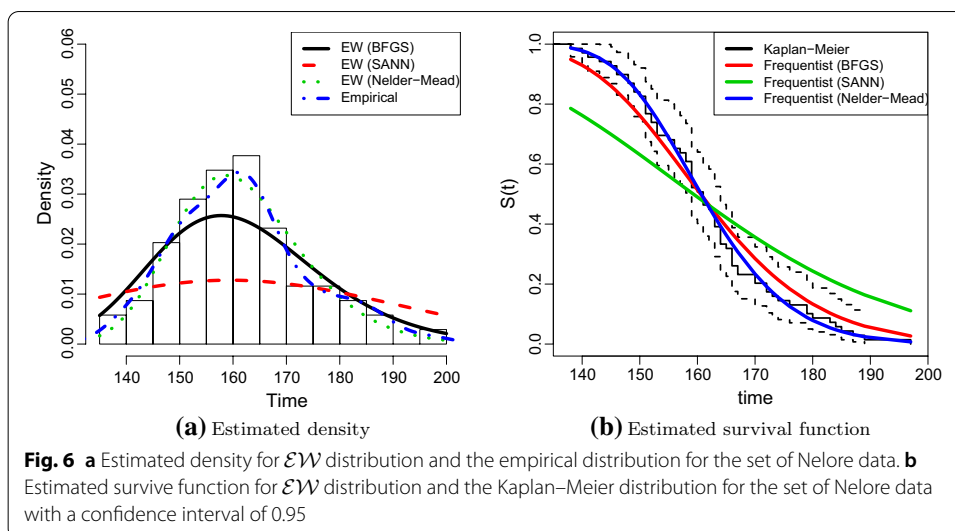 0.06
0.05
0.04
0.03
0.02
0.01
0.00
Density
EW (BFGS)
EW (SANN)
EW (Nelder−Mead)
Empirical
140 150 160 170 180 190 200
Time
(a) Estimated density
1.0
0.8
0.6
0.4
0.2
0.0
S(t)
Kaplan−Meier
Frequentist (BFGS)
Frequentist (SANN)
Frequentist (Nelder−Mead)
140 150 160 170 180 190 200
time
(b) Estimated survival function
Fig. 6 a Estimated density for ℰ𝒲 distribution and the empirical distribution for the set of Nelore data. b
Estimated survive function for ℰ𝒲 distribution and the Kaplan–Meier distribution for the set of Nelore data
with a confidence interval of 0.95